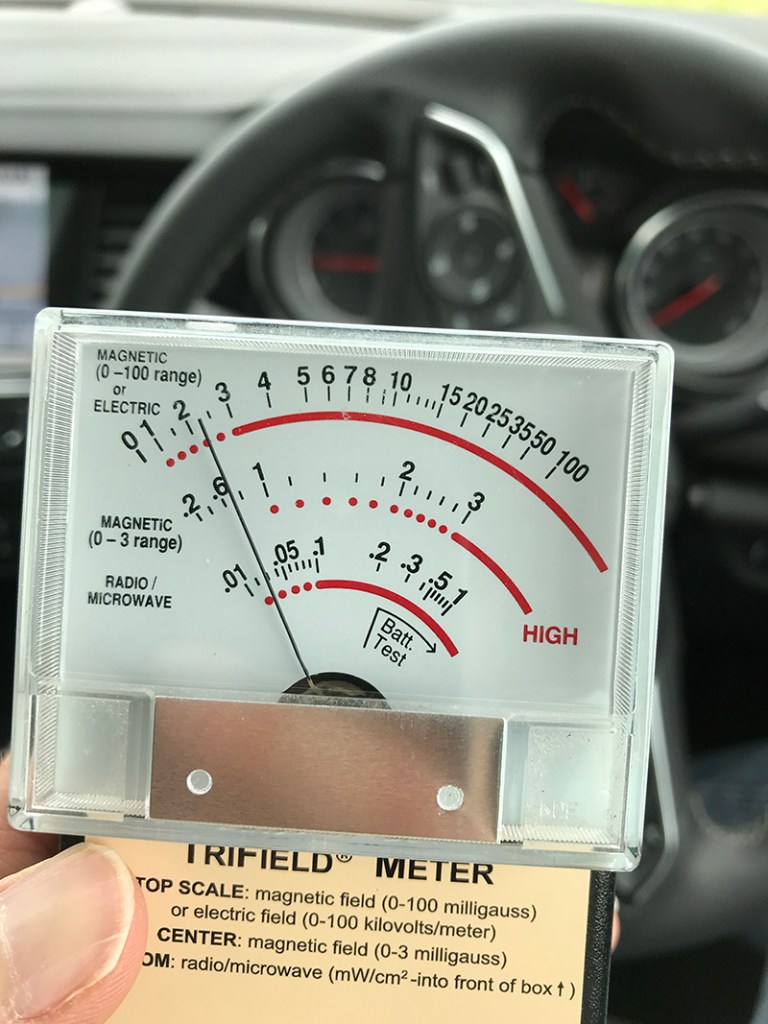 MAGNETIC
(0–100 range)
or
ELECTRIC
0 1 2 3 4 5 6 7 8 10 15 20 25 35 50 100
MAGNETIC
(0–3 range)
.2 .6 1 2 3
RADIO /
MICROWAVE
.01 .05 .1 .2 .3 .5 1
Batt.
Test
HIGH
TRIFIELD® METER
TOP SCALE: magnetic field (0-100 milligauss)
or electric field (0-100 kilovolts/meter)
CENTER: magnetic field (0-3 milligauss)
OM: radio/microwave (mW/cm²-into front of box↑)